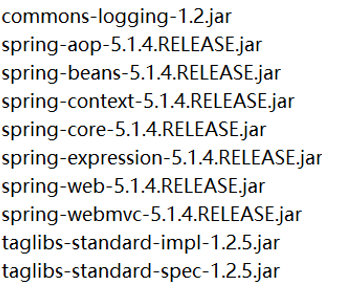 commons-logging-1.2.jar
spring-aop-5.1.4.RELEASE.jar
spring-beans-5.1.4.RELEASE.jar
spring-context-5.1.4.RELEASE.jar
spring-core-5.1.4.RELEASE.jar
spring-expression-5.1.4.RELEASE.jar
spring-web-5.1.4.RELEASE.jar
spring-webmvc-5.1.4.RELEASE.jar
taglibs-standard-impl-1.2.5.jar
taglibs-standard-spec-1.2.5.jar